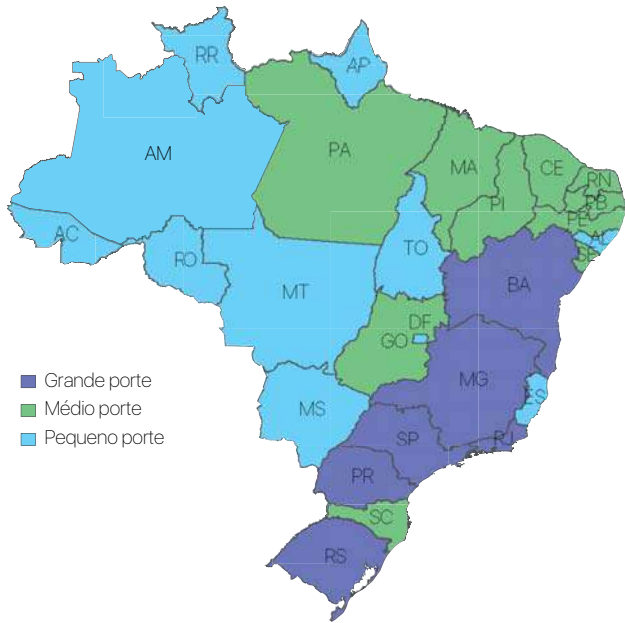 RR
AP
AM
PA
MA
CE
RN
PB
PI
PE
AL
SE
AC
RO
TO
MT
BA
DF
GO
MG
ES
MS
SP
RJ
PR
SC
RS
Grande porte
Médio porte
Pequeno porte